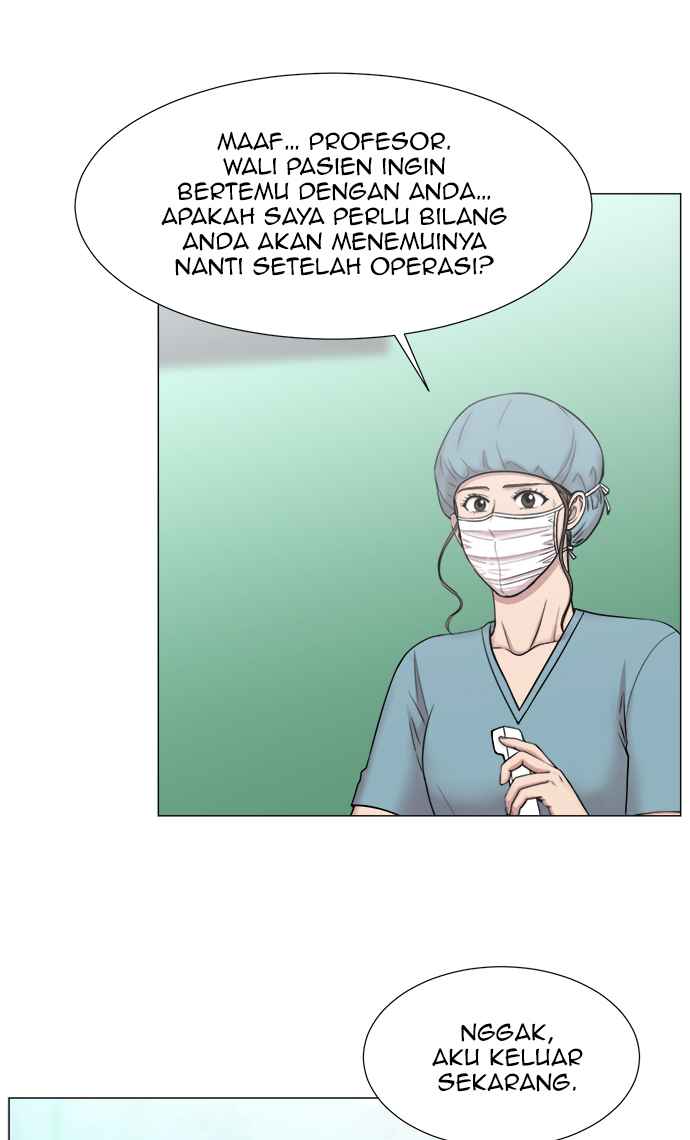 MAAF... PROFESOR.
WALI PASIEN INGIN
BERTEMU DENGAN ANDA...
APAKAH SAYA PERLU BILANG
ANDA AKAN MENEMUINYA
NANTI SETELAH OPERASI?
NGGAK,
AKU KELUAR
SEKARANG.